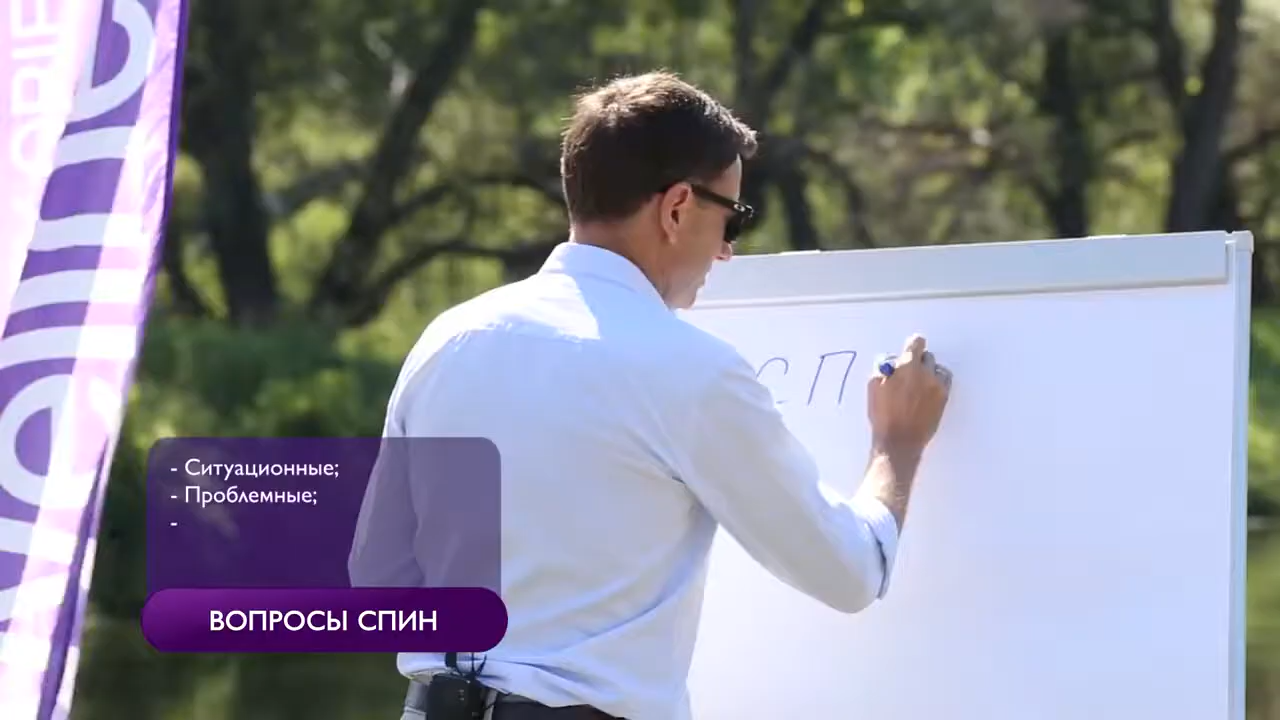 - Ситуационные;
- Проблемные;
-
ВОПРОСЫ СПИН
СП